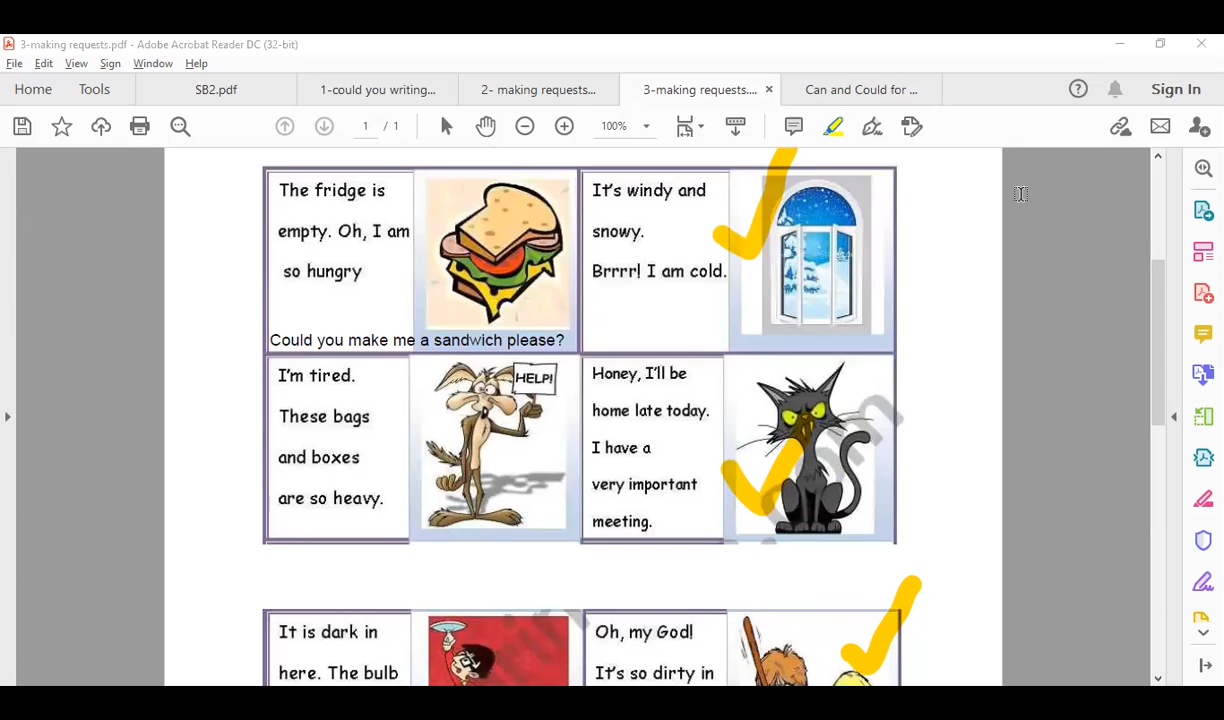 3-making requests.pdf - Adobe Acrobat Reader DC (32-bit)
File Edit View Sign Window Help
Home Tools SB2.pdf 1-could you writing... 2- making requests... 3-making requests.... × Can and Could for ... Sign In
1 / 1 100%
The fridge is
empty. Oh, I am
so hungry
Could you make me a sandwich please?
It's windy and
snowy.
Brrrr! I am cold.
I'm tired.
These bags
and boxes
are so heavy.
HELP!
Honey, I'll be
home late today.
I have a
very important
meeting.
It is dark in
here. The bulb
Oh, my God!
It's so dirty in